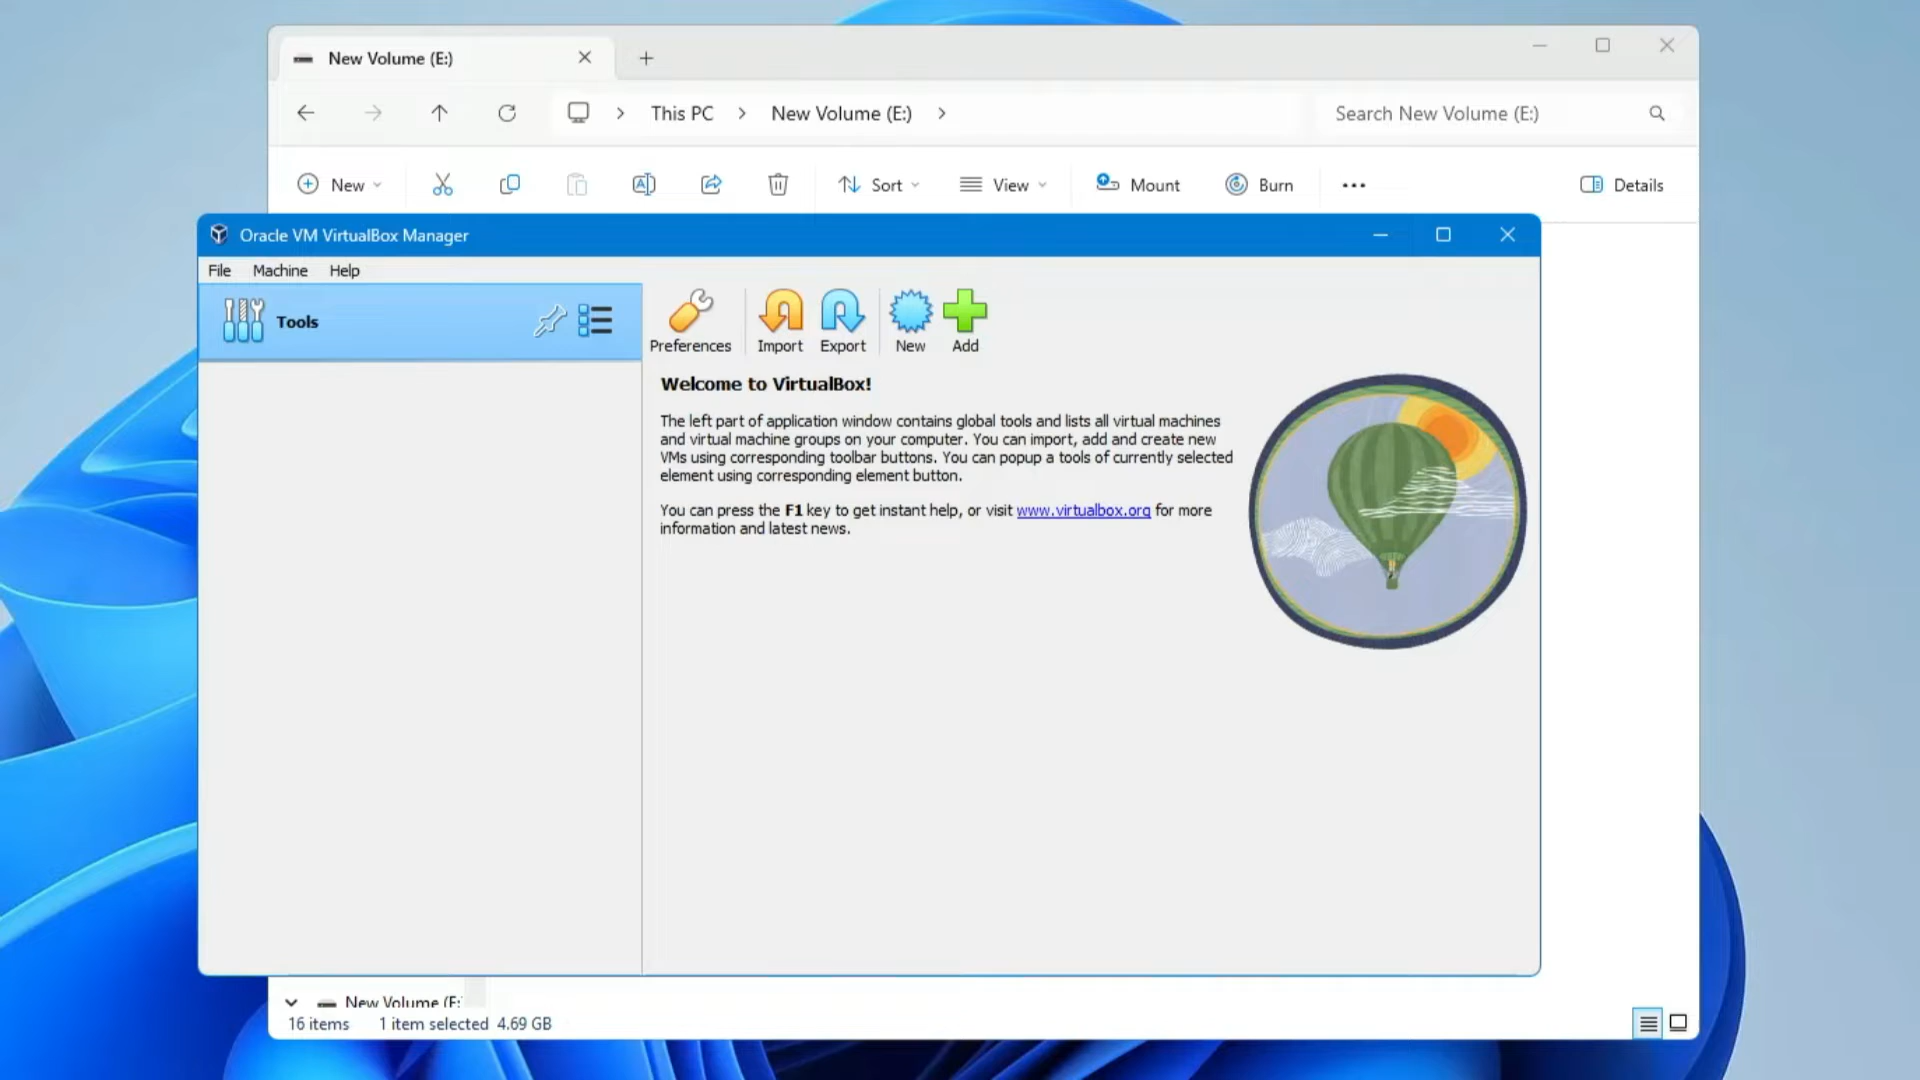 New Volume (E:)
This PC
New Volume (E:)
Search New Volume (E:)
New
Sort
View
Mount
Burn
Details
Oracle VM VirtualBox Manager
File Machine Help
Tools
Preferences
Import
Export
New
Add
Welcome to VirtualBox!
The left part of application window contains global tools and lists all virtual machines
and virtual machine groups on your computer. You can import, add and create new
VMs using corresponding toolbar buttons. You can popup a tools of currently selected
element using corresponding element button.
You can press the F1 key to get instant help, or visit www.virtualbox.org for more
information and latest news.
New Volume (E:
16 items 1 item selected 4.69 GB